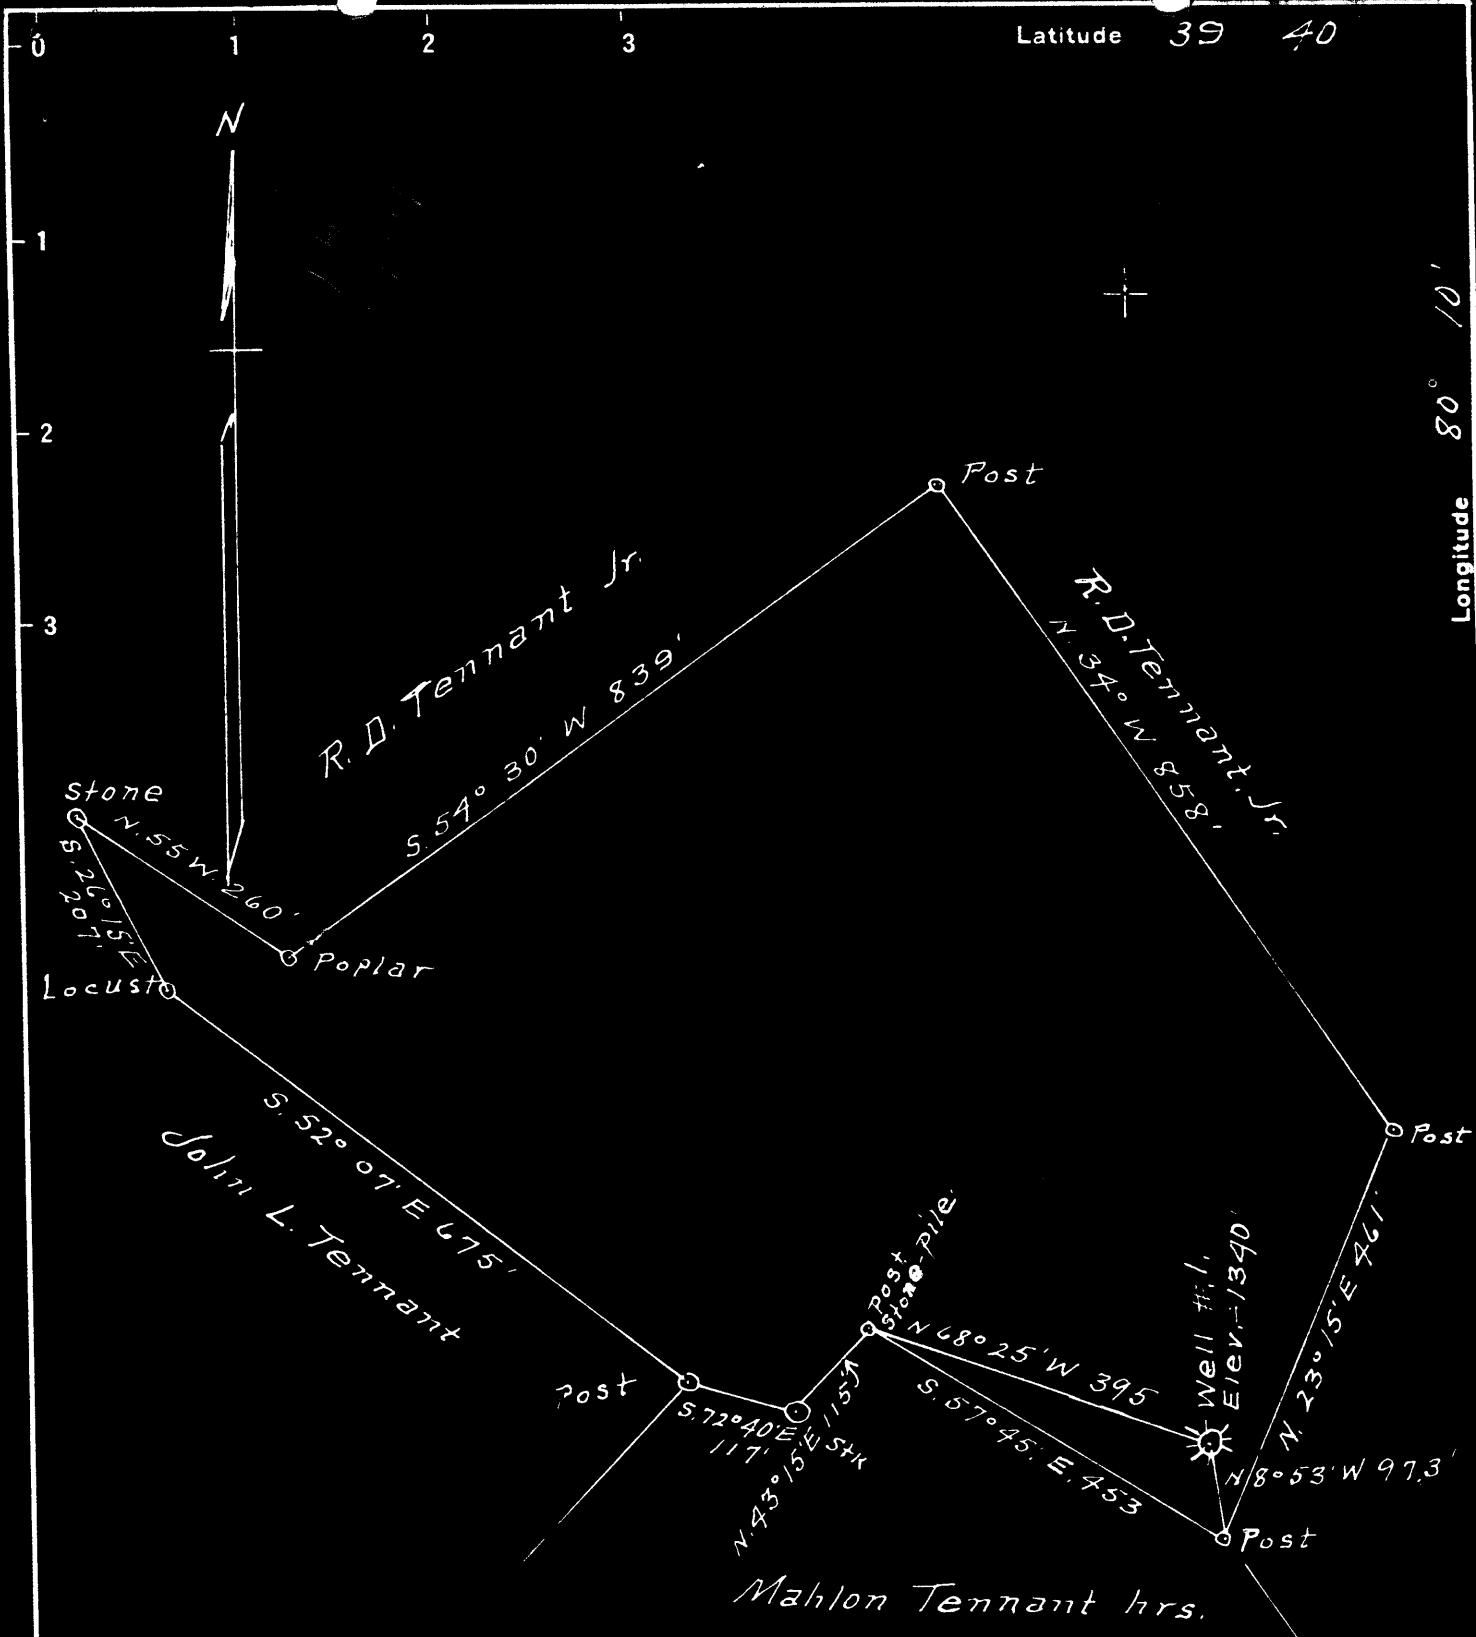 0 1 2 3
Latitude 39 40
N
1
2
3
Longitude 80° 10'
Post
R. D. Tennant Jr.
S. 54° 30' W 839'
R. D. Tennant. Jr.
N. 34° W 858'
Stone
N. 55 W. 260'
S. 26° 15' E
207'
Poplar
Locust
S. 52° 07' E 675'
John L. Tennant
Post
Post
Stone-Pile
N 68° 25' W 395
Well #1.
Elev.-1340'
N. 23° 15' E 461'
Post
S. 72° 40' E
117'
Stk
N. 43° 15' E 115'
S. 57° 45' E. 453
N 8° 53' W 97.3'
Post
Mahlon Tennant hrs.